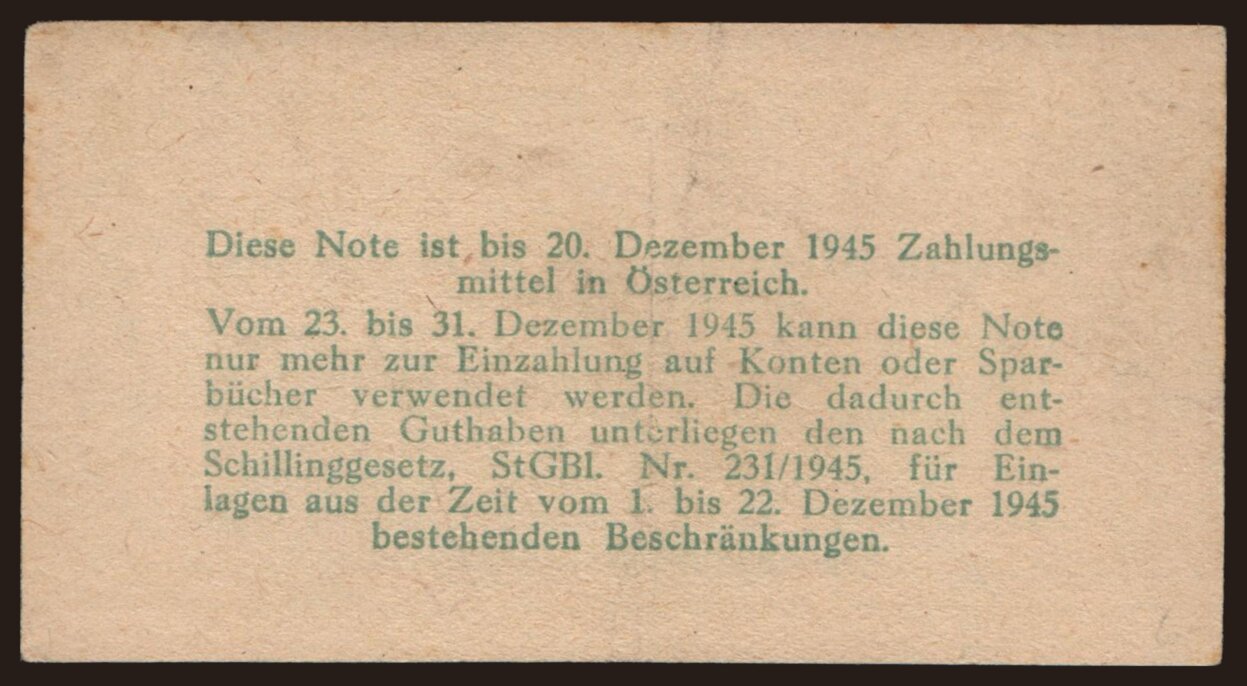 Diese Note ist bis 20. Dezember 1945 Zahlungs-
mittel in Österreich.
Vom 23. bis 31. Dezember 1945 kann diese Note
nur mehr zur Einzahlung auf Konten oder Spar-
bücher verwendet werden. Die dadurch ent-
stehenden Guthaben unterliegen den nach dem
Schillinggesetz, StGBl. Nr. 231/1945, für Ein-
lagen aus der Zeit vom 1. bis 22. Dezember 1945
bestehenden Beschränkungen.